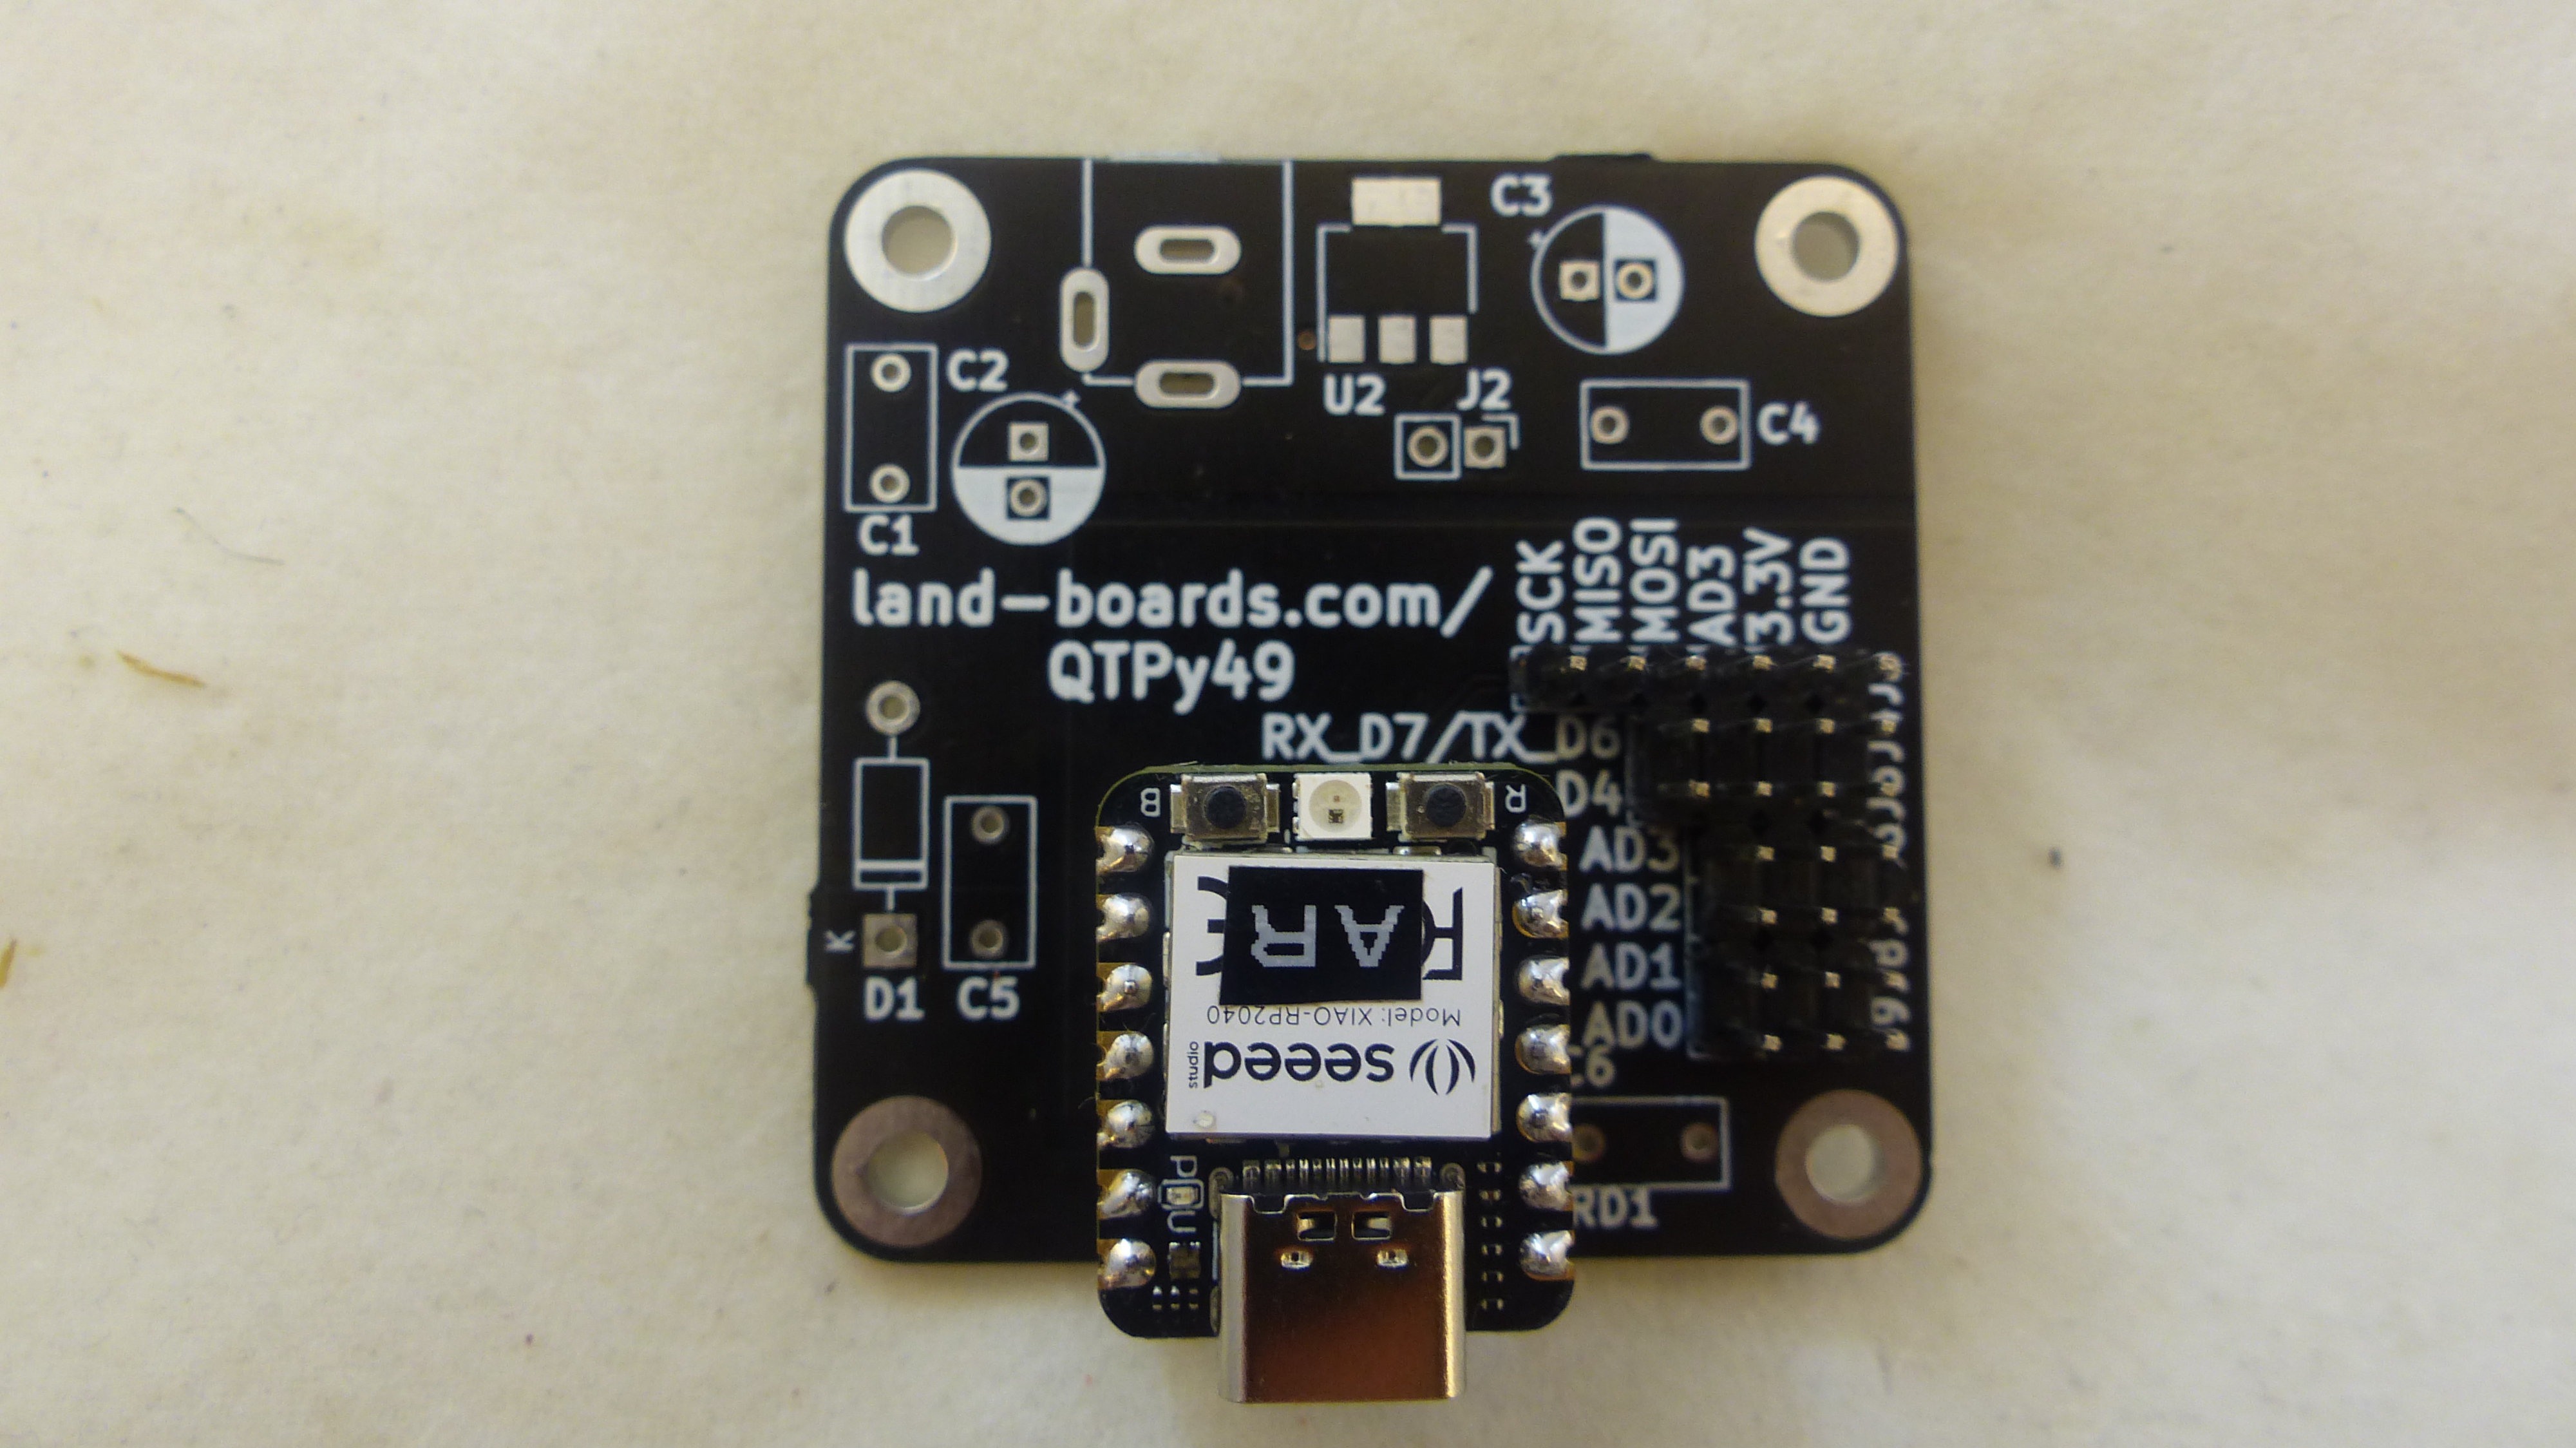 C3
C2
U2
J2
C4
C1
SCK
MISO
MOSI
AD3
3.3V
GND
land-boards.com/
QTPy49
RX_D7/TX_D6
D4
B
R
AD3
AD2
AD1
AD0
K
D1
C5
AR
Model: XIAO-RP2040
seeed
studio
P
U
RD1